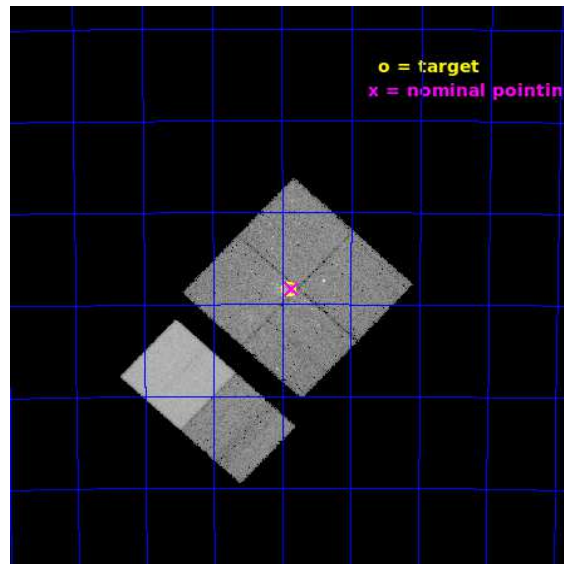 o = target
x = nominal pointin